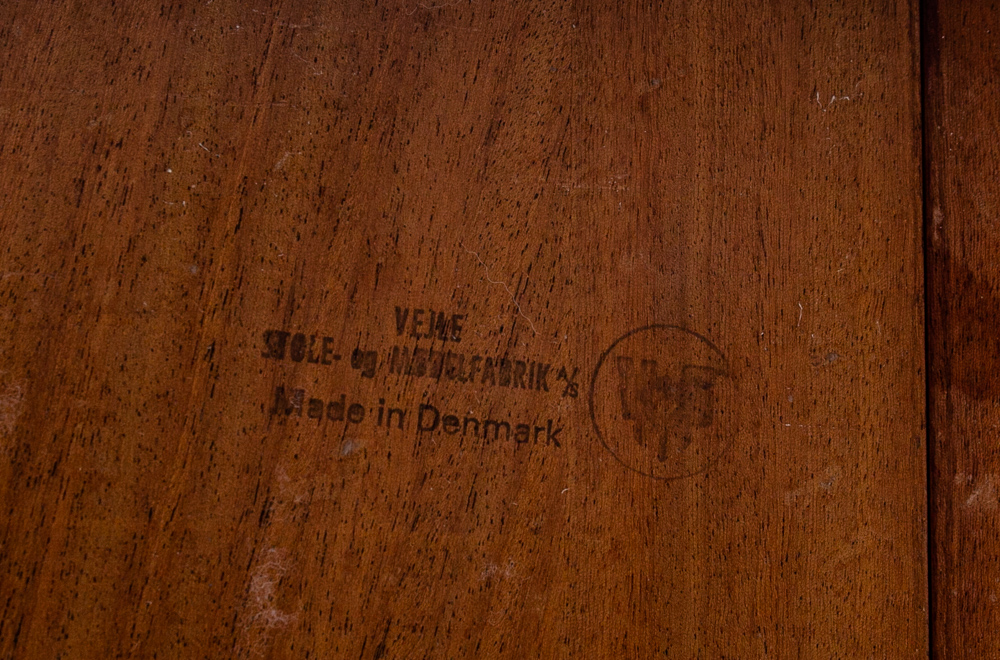 VEJLE
STOLE- og MØBELFABRIK A/S
Made in Denmark